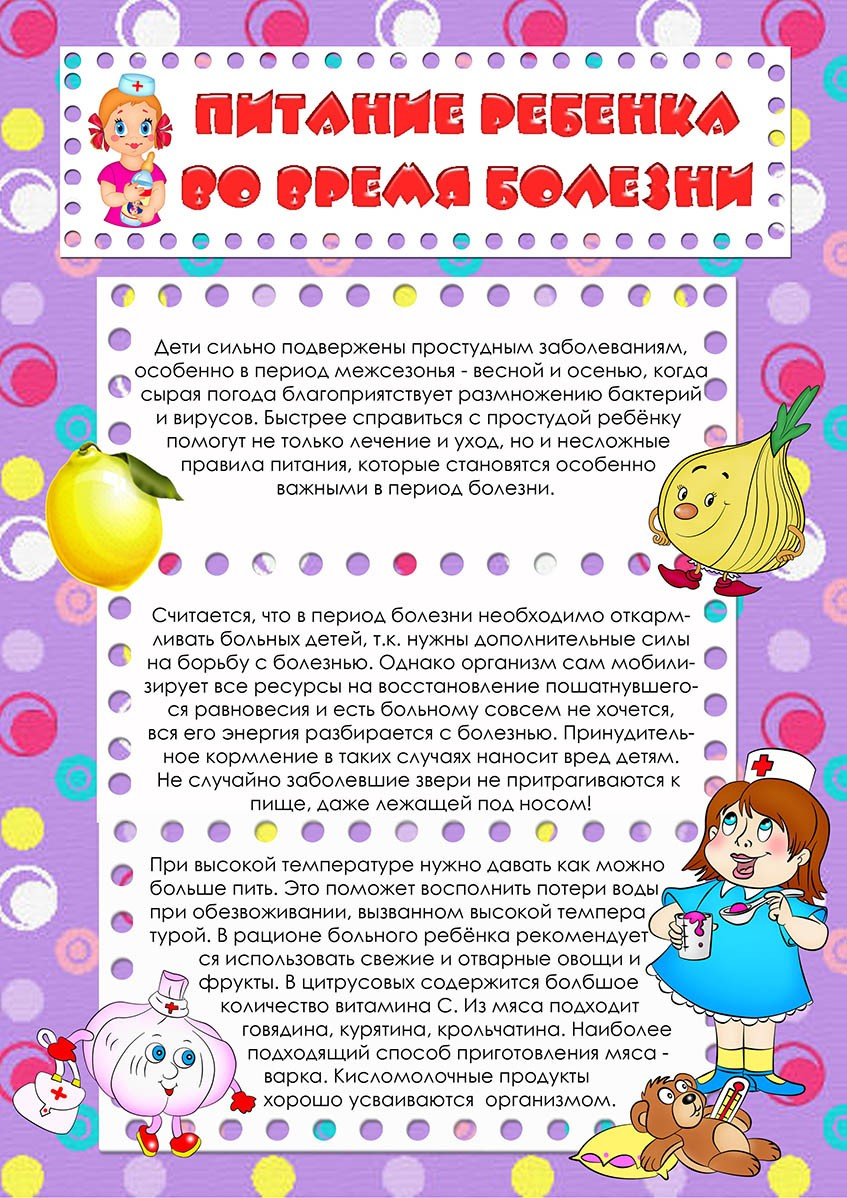 ПИТАНИЕ РЕБЕНКА
ВО ВРЕМЯ БОЛЕЗНИ
Дети сильно подвержены простудным заболеваниям,
особенно в период межсезонья - весной и осенью, когда
сырая погода благоприятствует размножению бактерий
и вирусов. Быстрее справиться с простудой ребёнку
помогут не только лечение и уход, но и несложные
правила питания, которые становятся особенно
важными в период болезни.
Считается, что в период болезни необходимо откарм-
ливать больных детей, т.к. нужны дополнительные силы
на борьбу с болезнью. Однако организм сам мобили-
зирует все ресурсы на восстановление пошатнувшего-
ся равновесия и есть больному совсем не хочется,
вся его энергия разбирается с болезнью. Принудитель-
ное кормление в таких случаях наносит вред детям.
Не случайно заболевшие звери не притрагиваются к
пище, даже лежащей под носом!
При высокой температуре нужно давать как можно
больше пить. Это поможет восполнить потери воды
при обезвоживании, вызванном высокой темпера
турой. В рационе больного ребёнка рекомендует
ся использовать свежие и отварные овощи и
фрукты. В цитрусовых содержится болбшое
количество витамина С. Из мяса подходит
говядина, курятина, крольчатина. Наиболее
подходящий способ приготовления мяса -
варка. Кисломолочные продукты
хорошо усваиваются организмом.